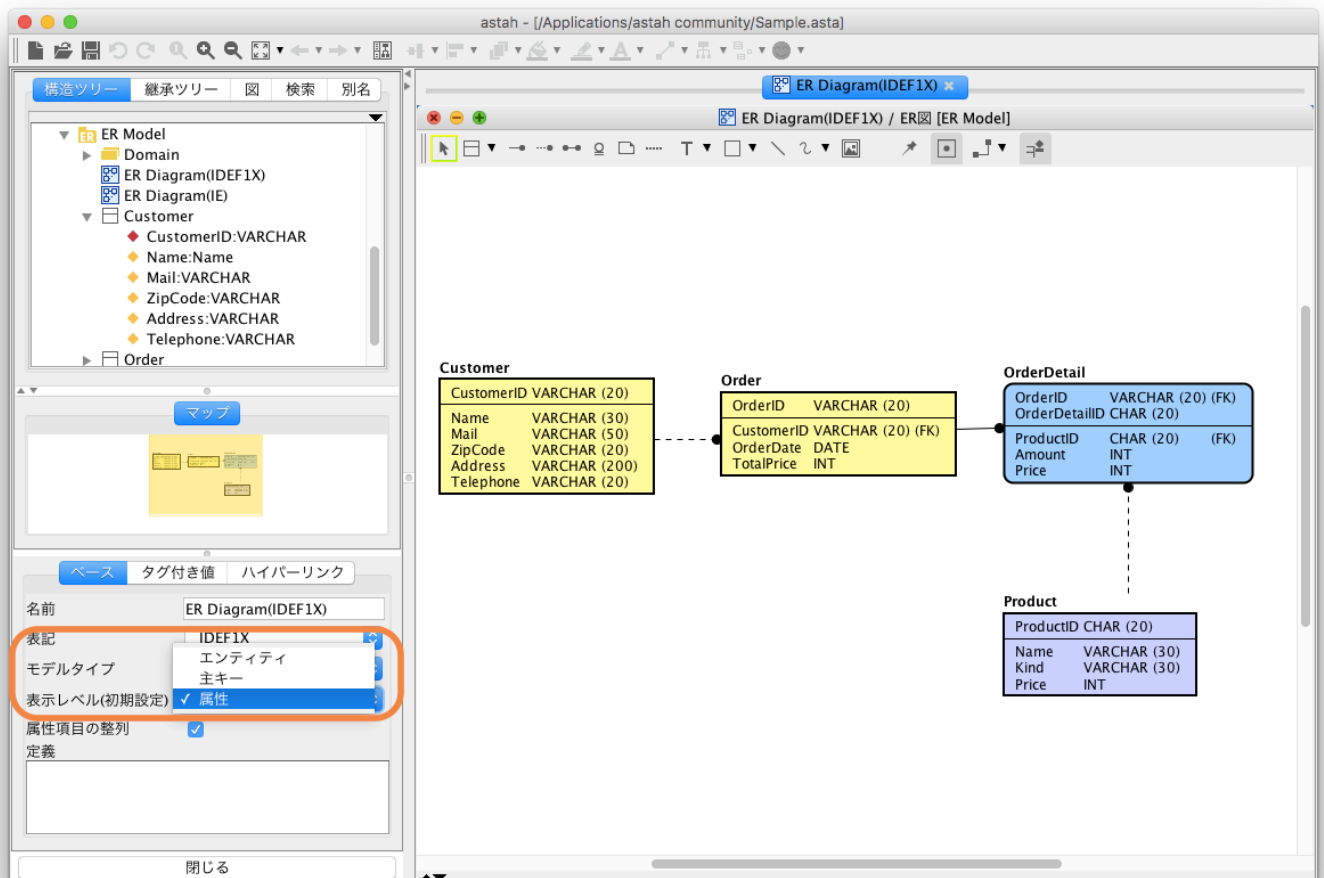 astah - [/Applications/astah community/Sample.asta]
構造ツリー 継承ツリー 図 検索 別名
ER Model
Domain
ER Diagram(IDEF1X)
ER Diagram(IE)
Customer
CustomerID:VARCHAR
Name:Name
Mail:VARCHAR
ZipCode:VARCHAR
Address:VARCHAR
Telephone:VARCHAR
Order
マップ
ベース タグ付き値 ハイパーリンク
名前 ER Diagram(IDEF1X)
表記 IDEF1X
モデルタイプ
エンティティ
主キー
表示レベル(初期設定) ✓ 属性
属性項目の整列
定義
閉じる
ER Diagram(IDEF1X)
ER Diagram(IDEF1X) / ER図 [ER Model]
Customer
CustomerID VARCHAR (20)
Name VARCHAR (30)
Mail VARCHAR (50)
ZipCode VARCHAR (20)
Address VARCHAR (200)
Telephone VARCHAR (20)
Order
OrderID VARCHAR (20)
CustomerID VARCHAR (20) (FK)
OrderDate DATE
TotalPrice INT
OrderDetail
OrderID VARCHAR (20) (FK)
OrderDetailID CHAR (20)
ProductID CHAR (20) (FK)
Amount INT
Price INT
Product
ProductID CHAR (20)
Name VARCHAR (30)
Kind VARCHAR (30)
Price INT